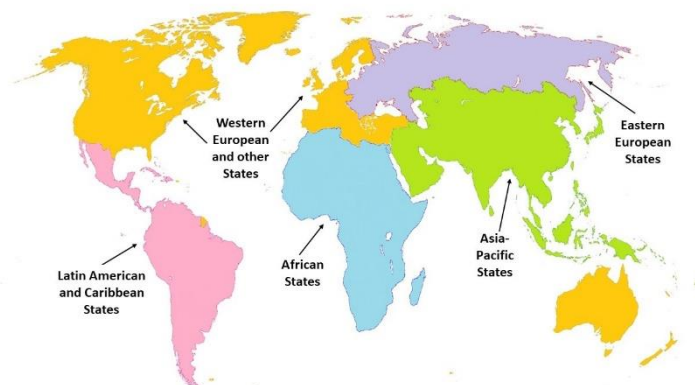 Western
European
and other
States
Eastern
European
States
Latin American
and Caribbean
States
African
States
Asia-
Pacific
States